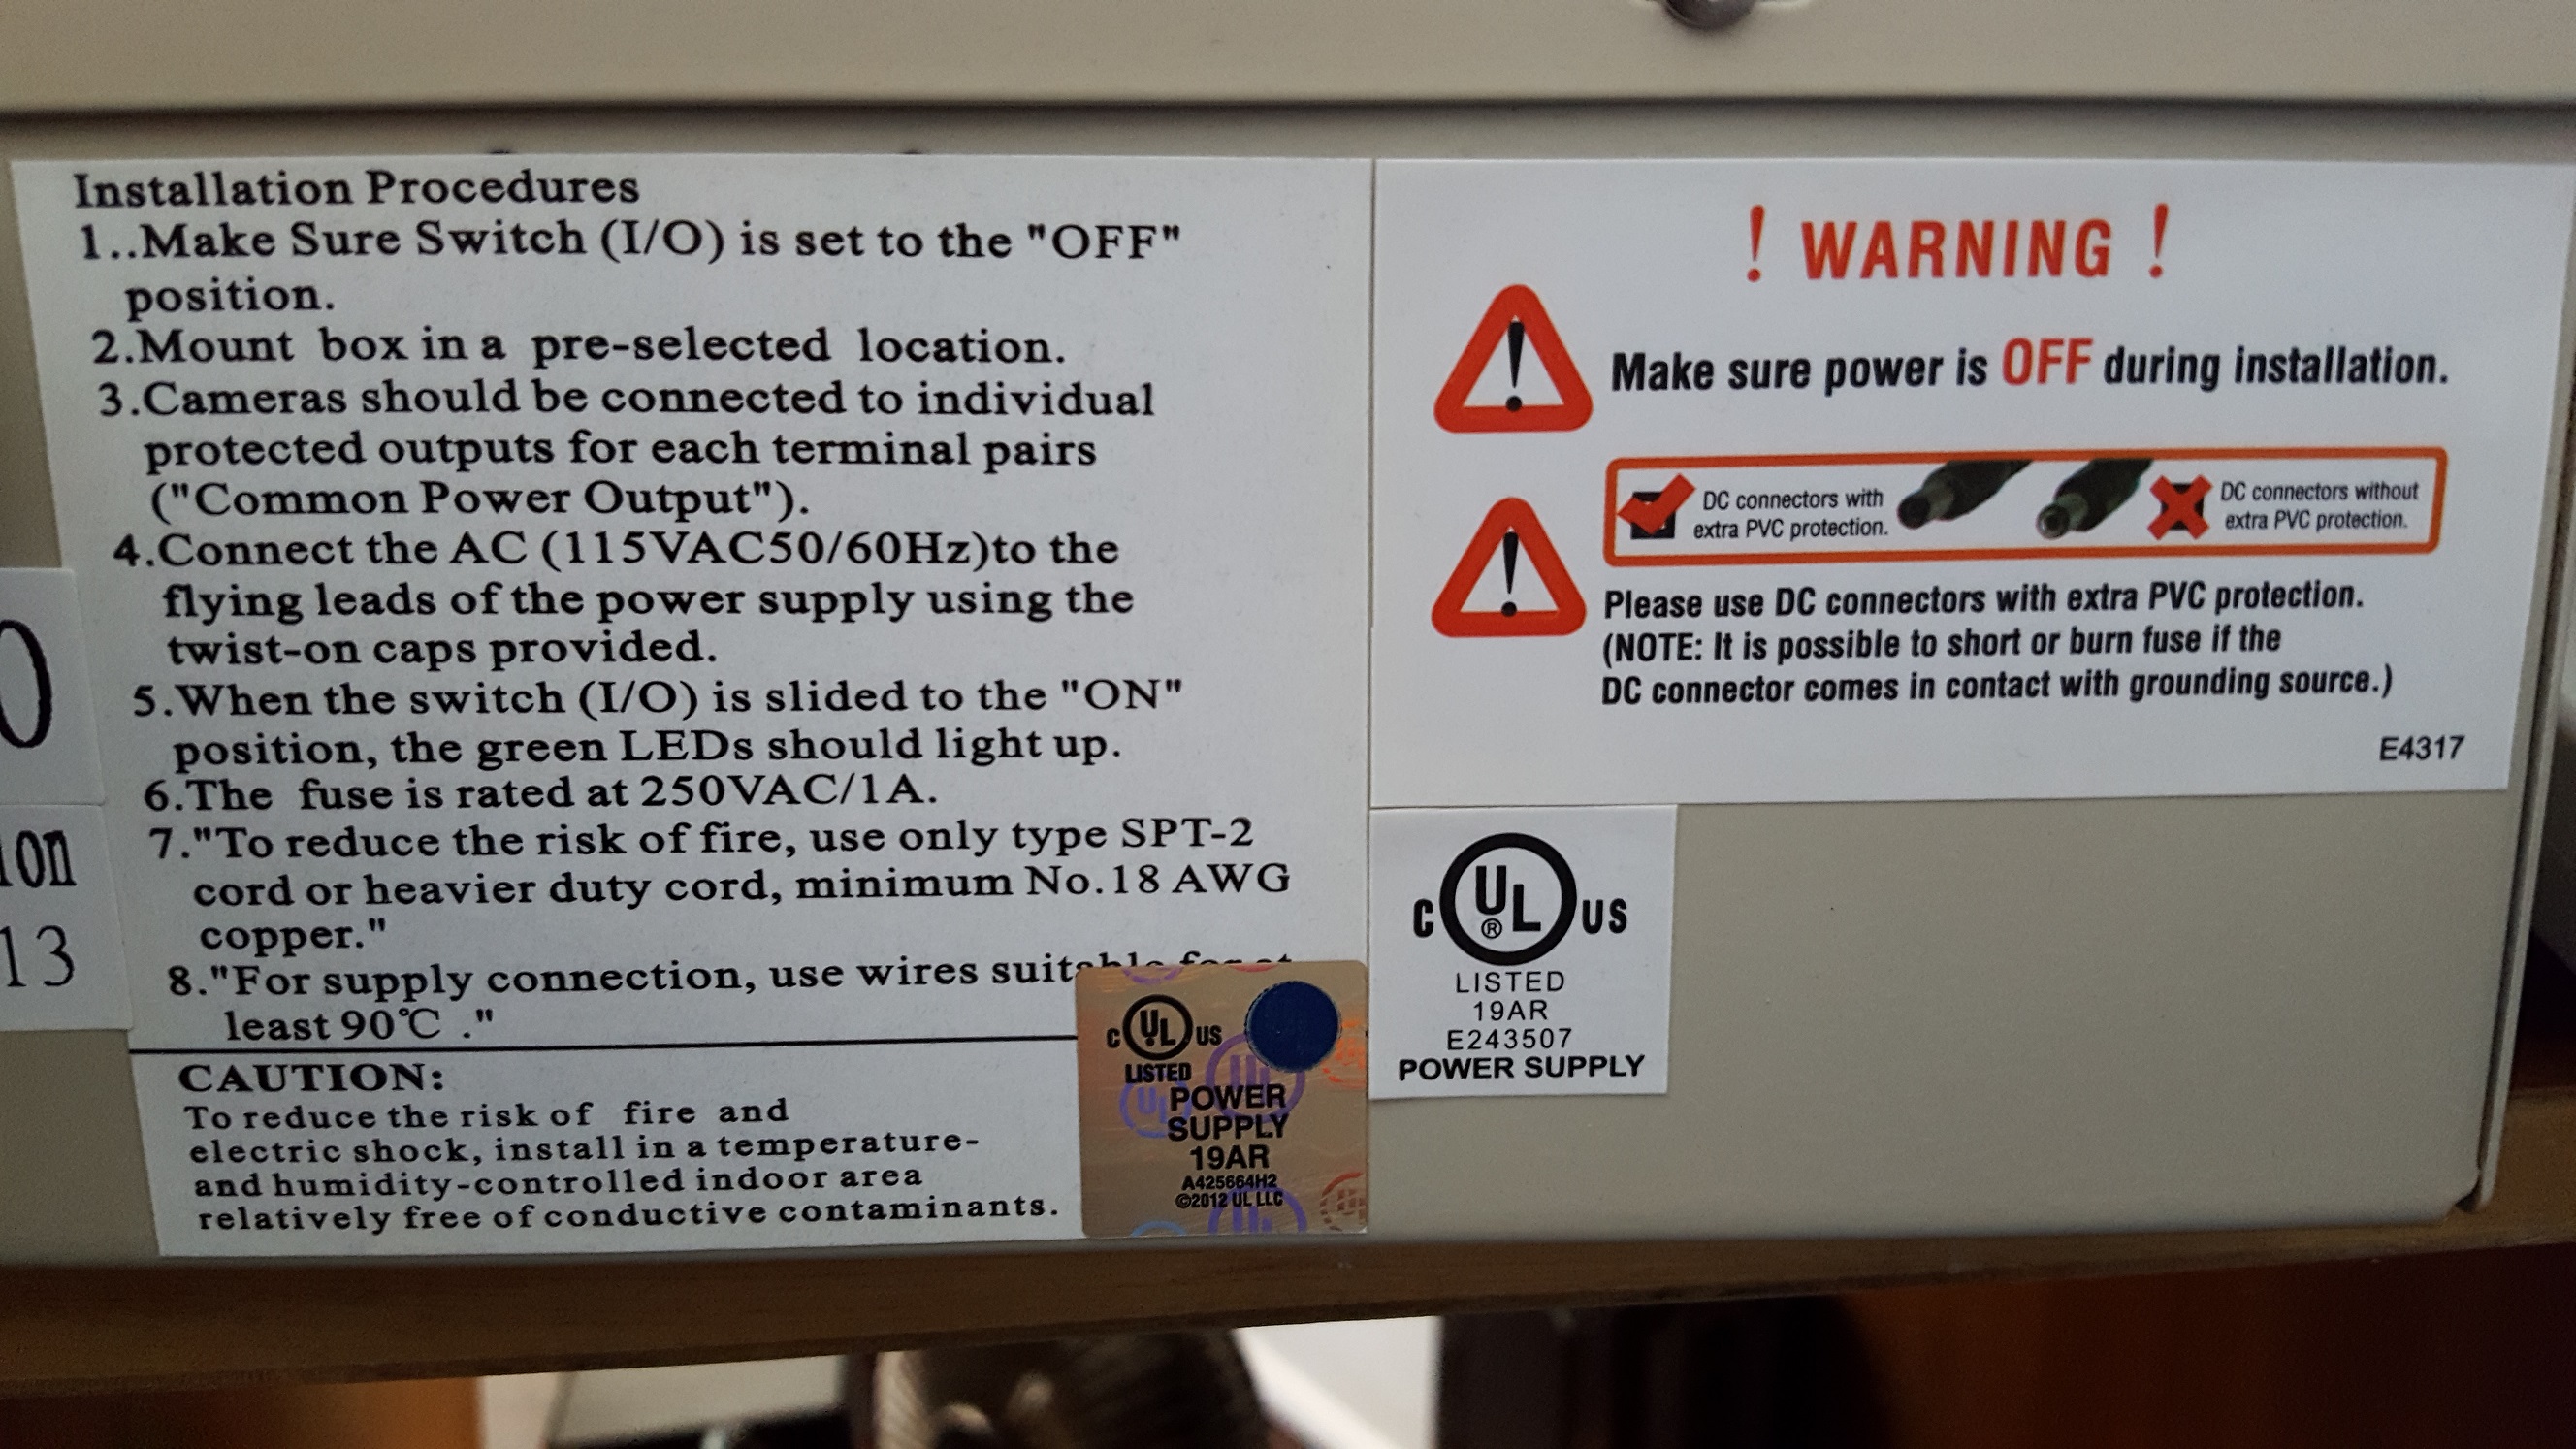 Installation Procedures
1..Make Sure Switch (I/O) is set to the "OFF"
position.
2.Mount box in a pre-selected location.
3.Cameras should be connected to individual
protected outputs for each terminal pairs
("Common Power Output").
4.Connect the AC (115VAC50/60Hz)to the
flying leads of the power supply using the
twist-on caps provided.
5.When the switch (I/O) is slided to the "ON"
position, the green LEDs should light up.
6.The fuse is rated at 250VAC/1A.
7."To reduce the risk of fire, use only type SPT-2
cord or heavier duty cord, minimum No.18 AWG
copper."
8."For supply connection, use wires suitable for at
least 90℃ ."
CAUTION:
To reduce the risk of fire and
electric shock, install in a temperature-
and humidity-controlled indoor area
relatively free of conductive contaminants.
C UL US
LISTED
POWER
SUPPLY
19AR
A425664H2
©2012 UL LLC
! WARNING !
Make sure power is OFF during installation.
DC connectors with
extra PVC protection.
DC connectors without
extra PVC protection.
Please use DC connectors with extra PVC protection.
(NOTE: It is possible to short or burn fuse if the
DC connector comes in contact with grounding source.)
E4317
C UL ® US
LISTED
19AR
E243507
POWER SUPPLY
13